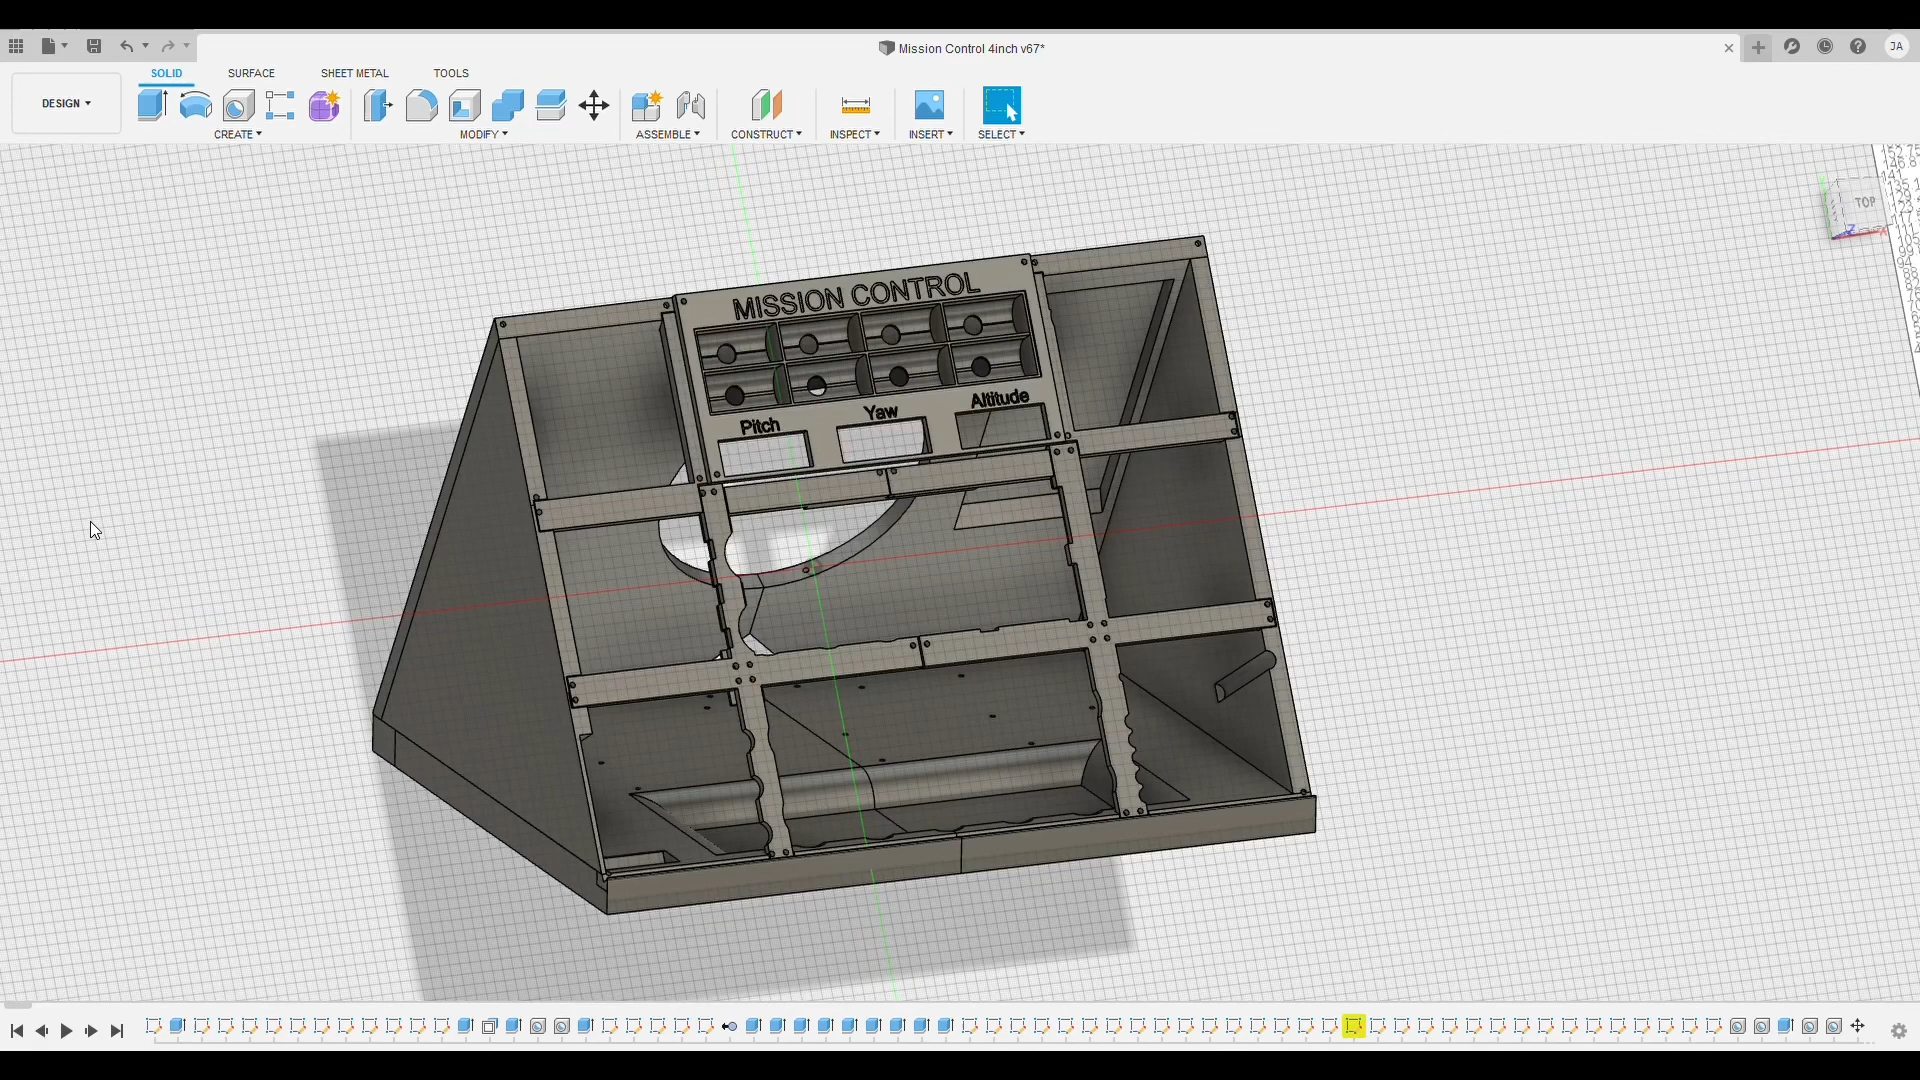 Mission Control 4inch v67*
JA
SOLID
SURFACE
SHEET METAL
TOOLS
DESIGN
CREATE
MODIFY
ASSEMBLE
CONSTRUCT
INSPECT
INSERT
SELECT
TOP
Z
X
MISSION CONTROL
Pitch
Yaw
Altitude